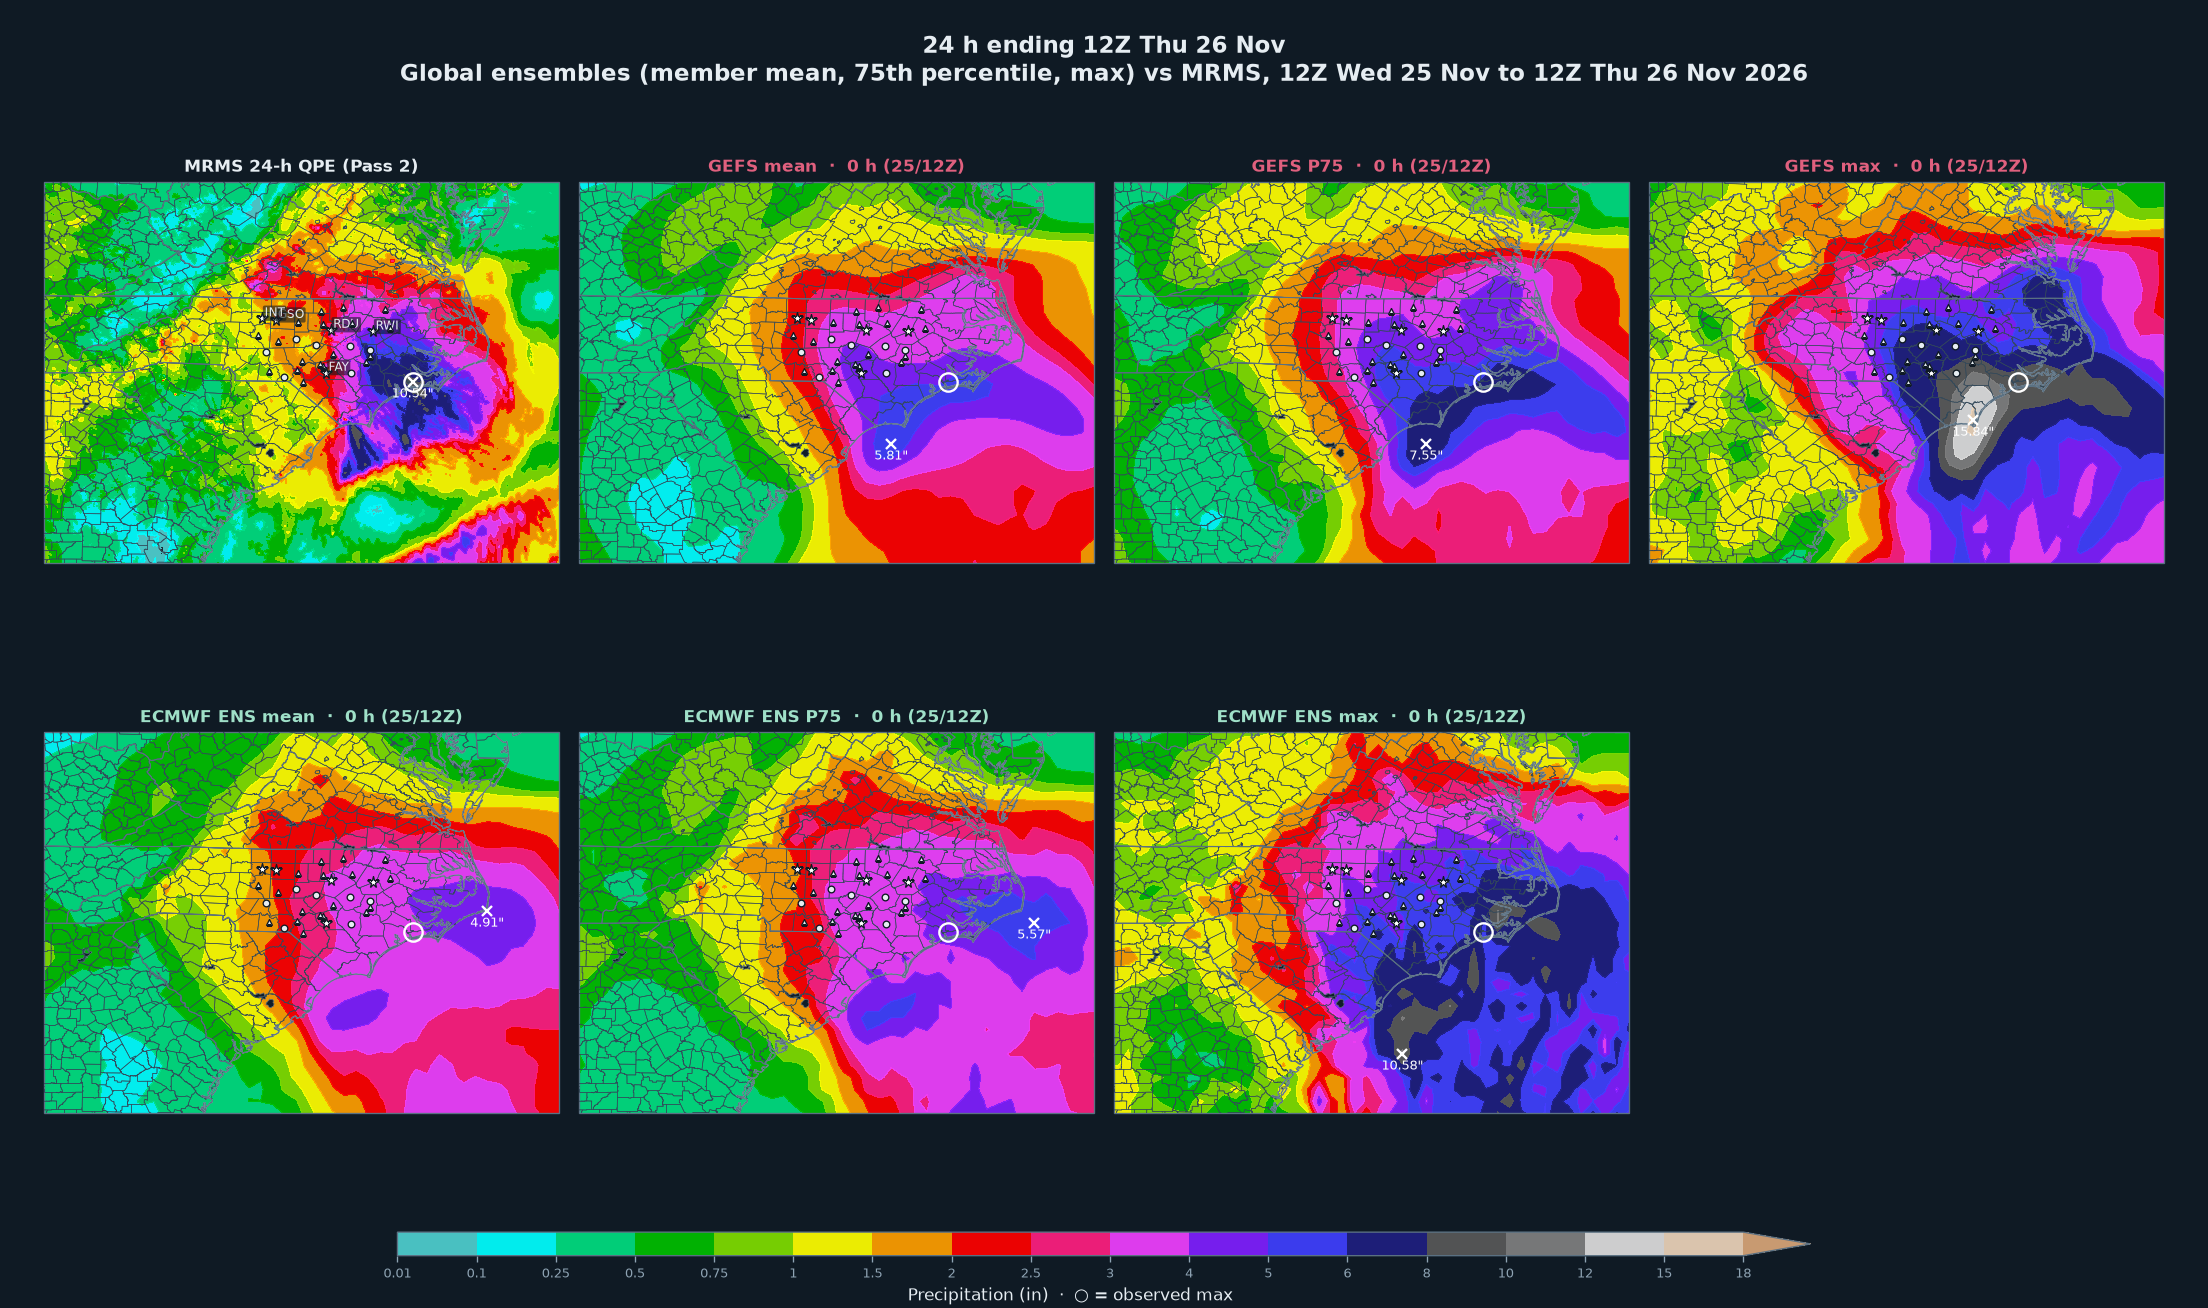 24 h ending 12Z Thu 26 Nov
Global ensembles (member mean, 75th percentile, max) vs MRMS, 12Z Wed 25 Nov to 12Z Thu 26 Nov 2026
MRMS 24-h QPE (Pass 2)
GEFS mean · 0 h (25/12Z)
GEFS P75 · 0 h (25/12Z)
GEFS max · 0 h (25/12Z)
INT
SO
RDU
RWI
FAY
10.54"
5.81"
7.55"
15.84"
ECMWF ENS mean · 0 h (25/12Z)
ECMWF ENS P75 · 0 h (25/12Z)
ECMWF ENS max · 0 h (25/12Z)
4.91"
5.57"
10.58"
0.01 0.1 0.25 0.5 0.75 1 1.5 2 2.5 3 4 5 6 8 10 12 15 18
Precipitation (in) · ○ = observed max